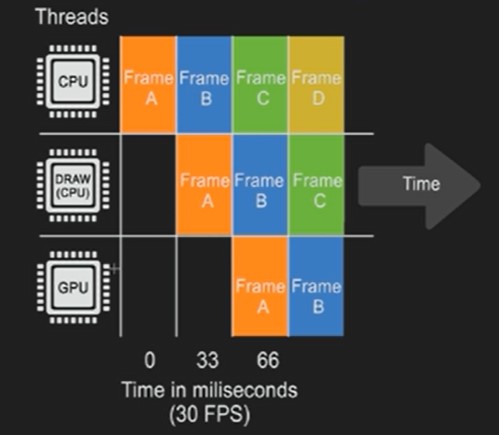 Threads
CPU
Frame A
Frame B
Frame C
Frame D
DRAW
(CPU)
Frame A
Frame B
Frame C
Time
GPU
Frame A
Frame B
0 33 66
Time in miliseconds
(30 FPS)